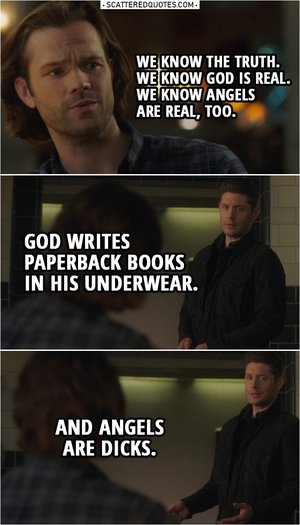 - SCATTEREDQUOTES.COM -
WE KNOW THE TRUTH.
WE KNOW GOD IS REAL.
WE KNOW ANGELS
ARE REAL, TOO.
GOD WRITES
PAPERBACK BOOKS
IN HIS UNDERWEAR.
AND ANGELS
ARE DICKS.